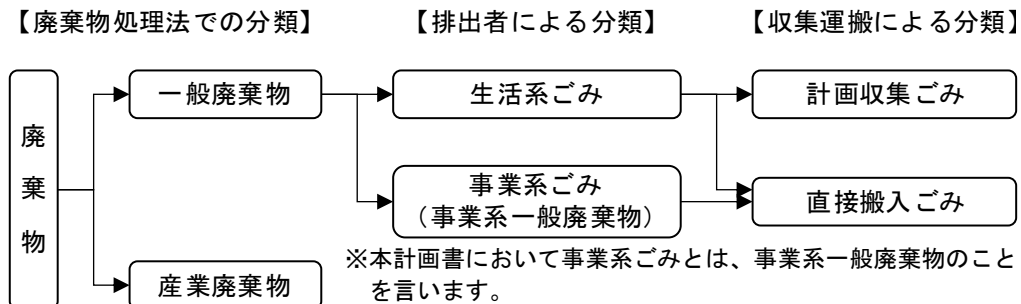 【廃棄物処理法での分類】
【排出者による分類】
【収集運搬による分類】
廃棄物
一般廃棄物
産業廃棄物
生活系ごみ
事業系ごみ
（事業系一般廃棄物）
計画収集ごみ
直接搬入ごみ
※本計画書において事業系ごみとは、事業系一般廃棄物のこと
を言います。